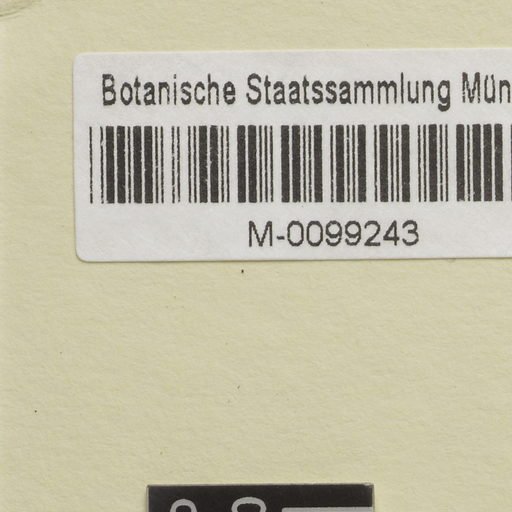 Botanische Staatssammlung Mün
M-0099243